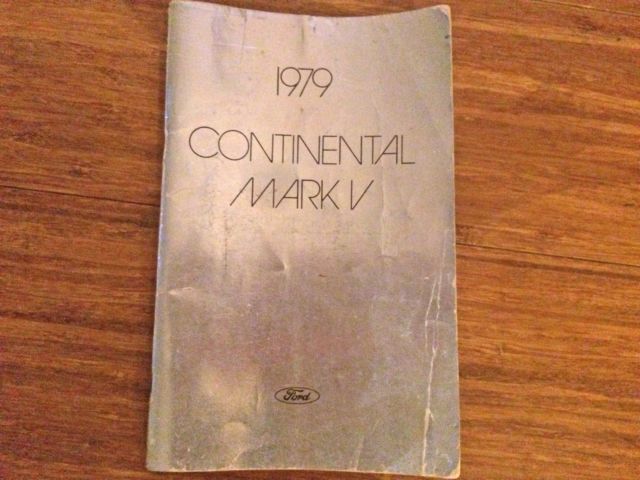 1979
CONTINENTAL
MARK V
Ford